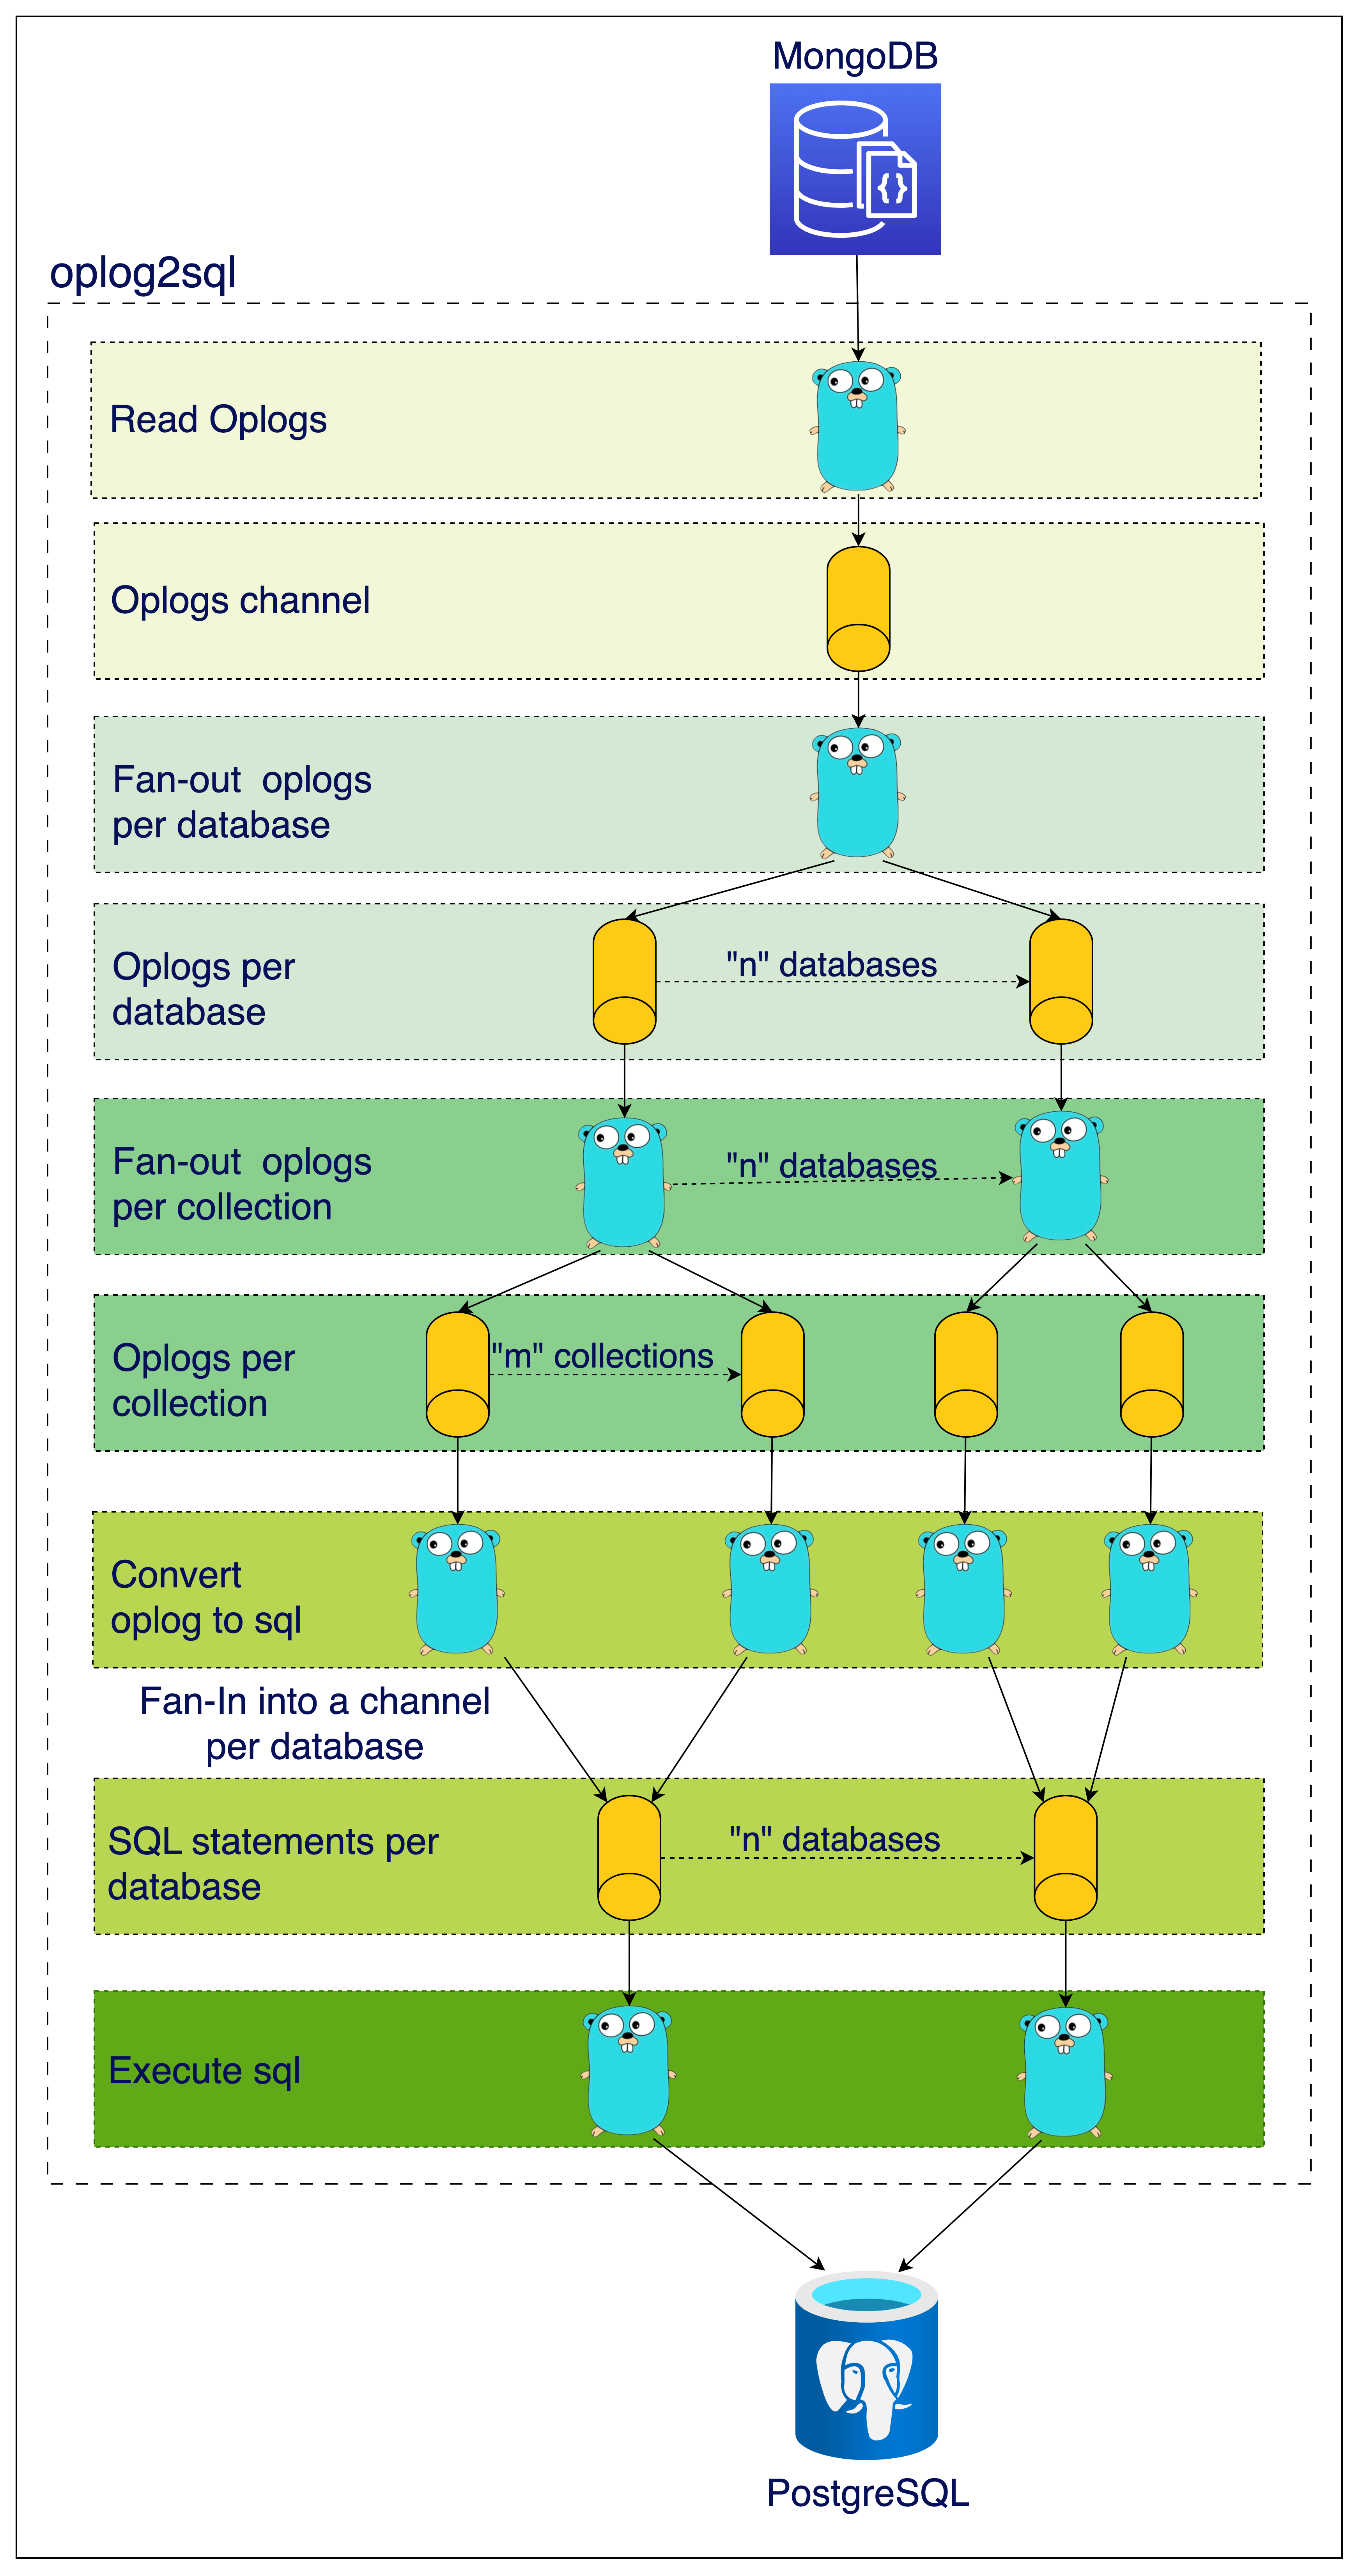 MongoDB
oplog2sql
Read Oplogs
Oplogs channel
Fan-out  oplogs
per database
Oplogs per
database
"n" databases
Fan-out  oplogs
per collection
"n" databases
Oplogs per
collection
"m" collections
Convert
oplog to sql
Fan-In into a channel
per database
SQL statements per
database
"n" databases
Execute sql
PostgreSQL